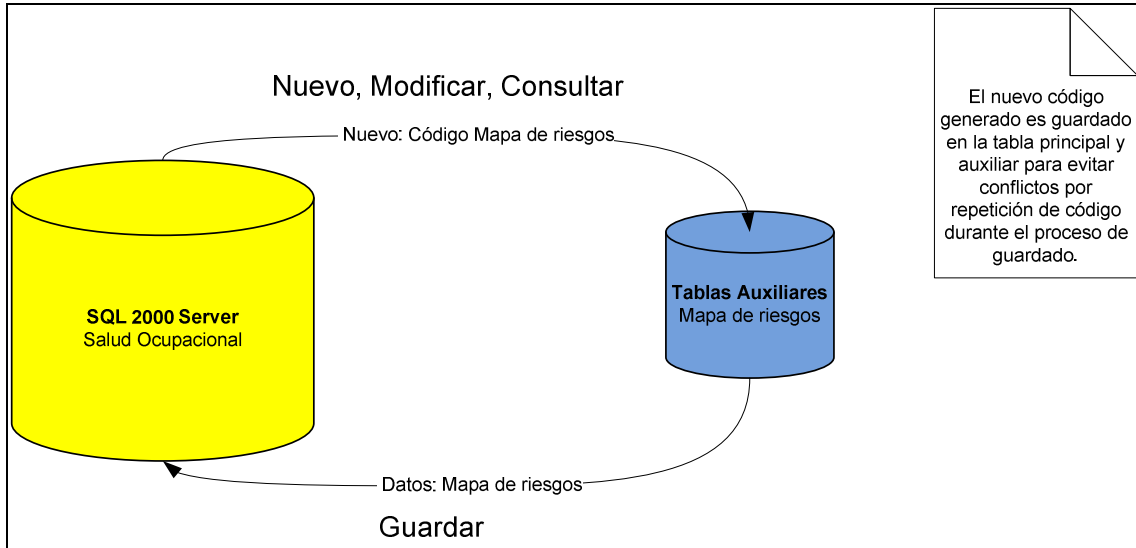 Nuevo, Modificar, Consultar
Nuevo: Código Mapa de riesgos
El nuevo código
generado es guardado
en la tabla principal y
auxiliar para evitar
conflictos por
repetición de código
durante el proceso de
guardado.
SQL 2000 Server
Salud Ocupacional
Tablas Auxiliares
Mapa de riesgos
Datos: Mapa de riesgos
Guardar